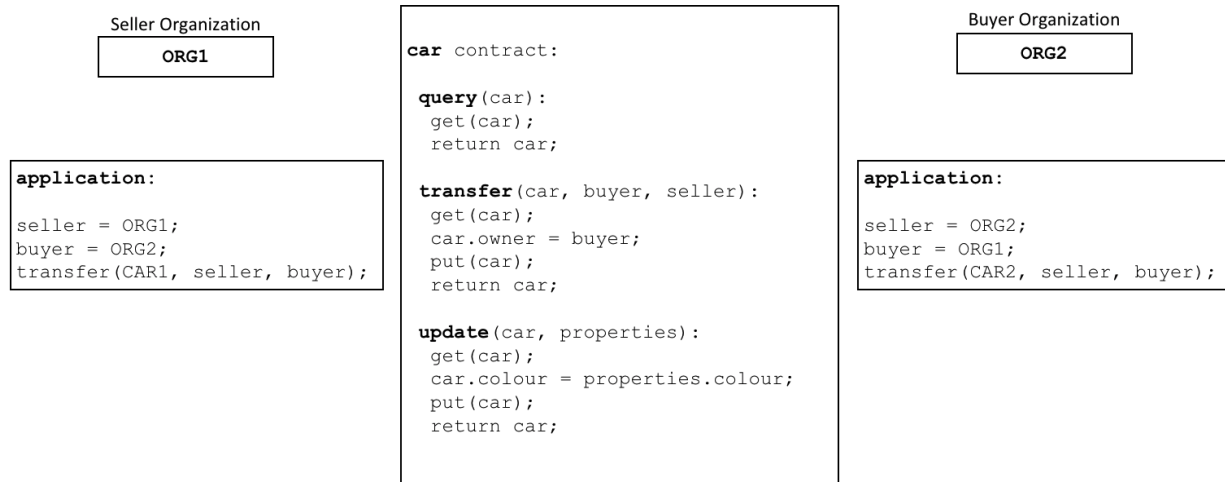 Seller Organization
ORG1
application:
seller = ORG1;
buyer = ORG2;
transfer(CAR1, seller, buyer);
car contract:
query(car):
get(car);
return car;
transfer(car, buyer, seller):
get(car);
car.owner = buyer;
put(car);
return car;
update(car, properties):
get(car);
car.colour = properties.colour;
put(car);
return car;
Buyer Organization
ORG2
application:
seller = ORG2;
buyer = ORG1;
transfer(CAR2, seller, buyer);